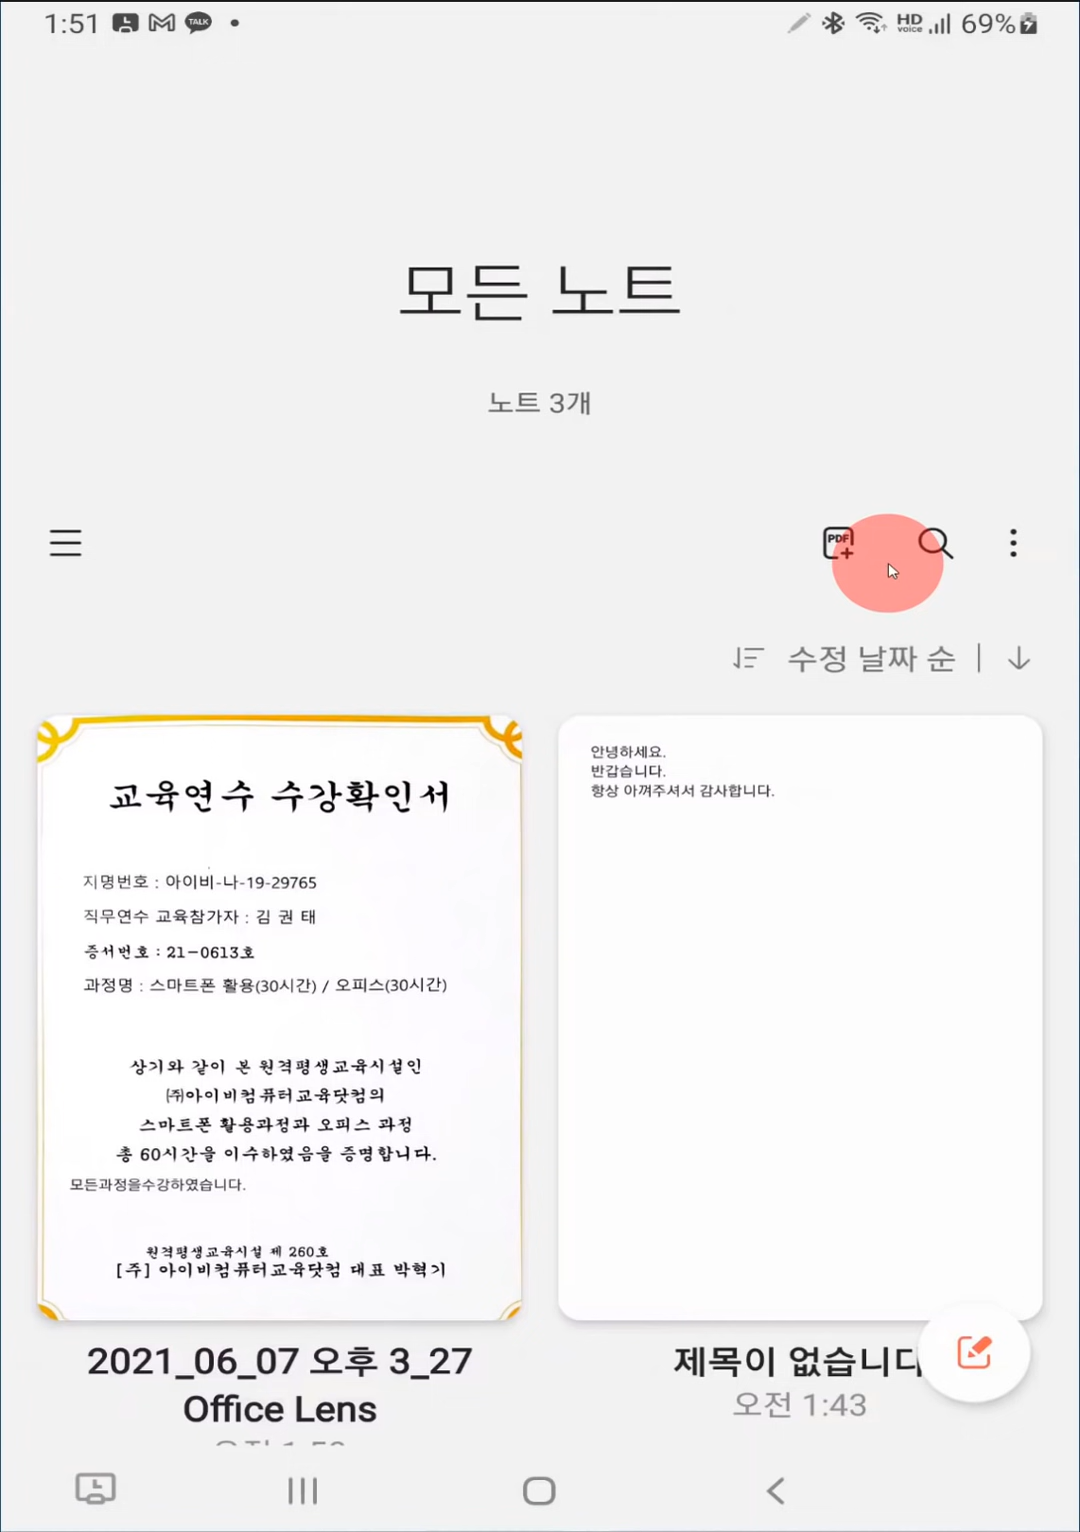 1:51 TALK HD voice 69%
모든 노트
노트 3개
PDF
수정 날짜 순
교육연수 수강확인서
지명번호 : 아이비-나-19-29765
직무연수 교육참가자 : 김 권 태
증서번호 : 21-0613호
과정명 : 스마트폰 활용(30시간) / 오피스(30시간)
상기와 같이 본 원격평생교육시설인
㈜아이비컴퓨터교육닷컴의
스마트폰 활용과정과 오피스 과정
총 60시간을 이수하였음을 증명합니다.
모든과정을수강하였습니다.
원격평생교육시설 제 260호
[주] 아이비컴퓨터교육닷컴 대표 박혁기
안녕하세요.
반갑습니다.
항상 아껴주셔서 감사합니다.
2021_06_07 오후 3_27
Office Lens
제목이 없습니다
오전 1:43